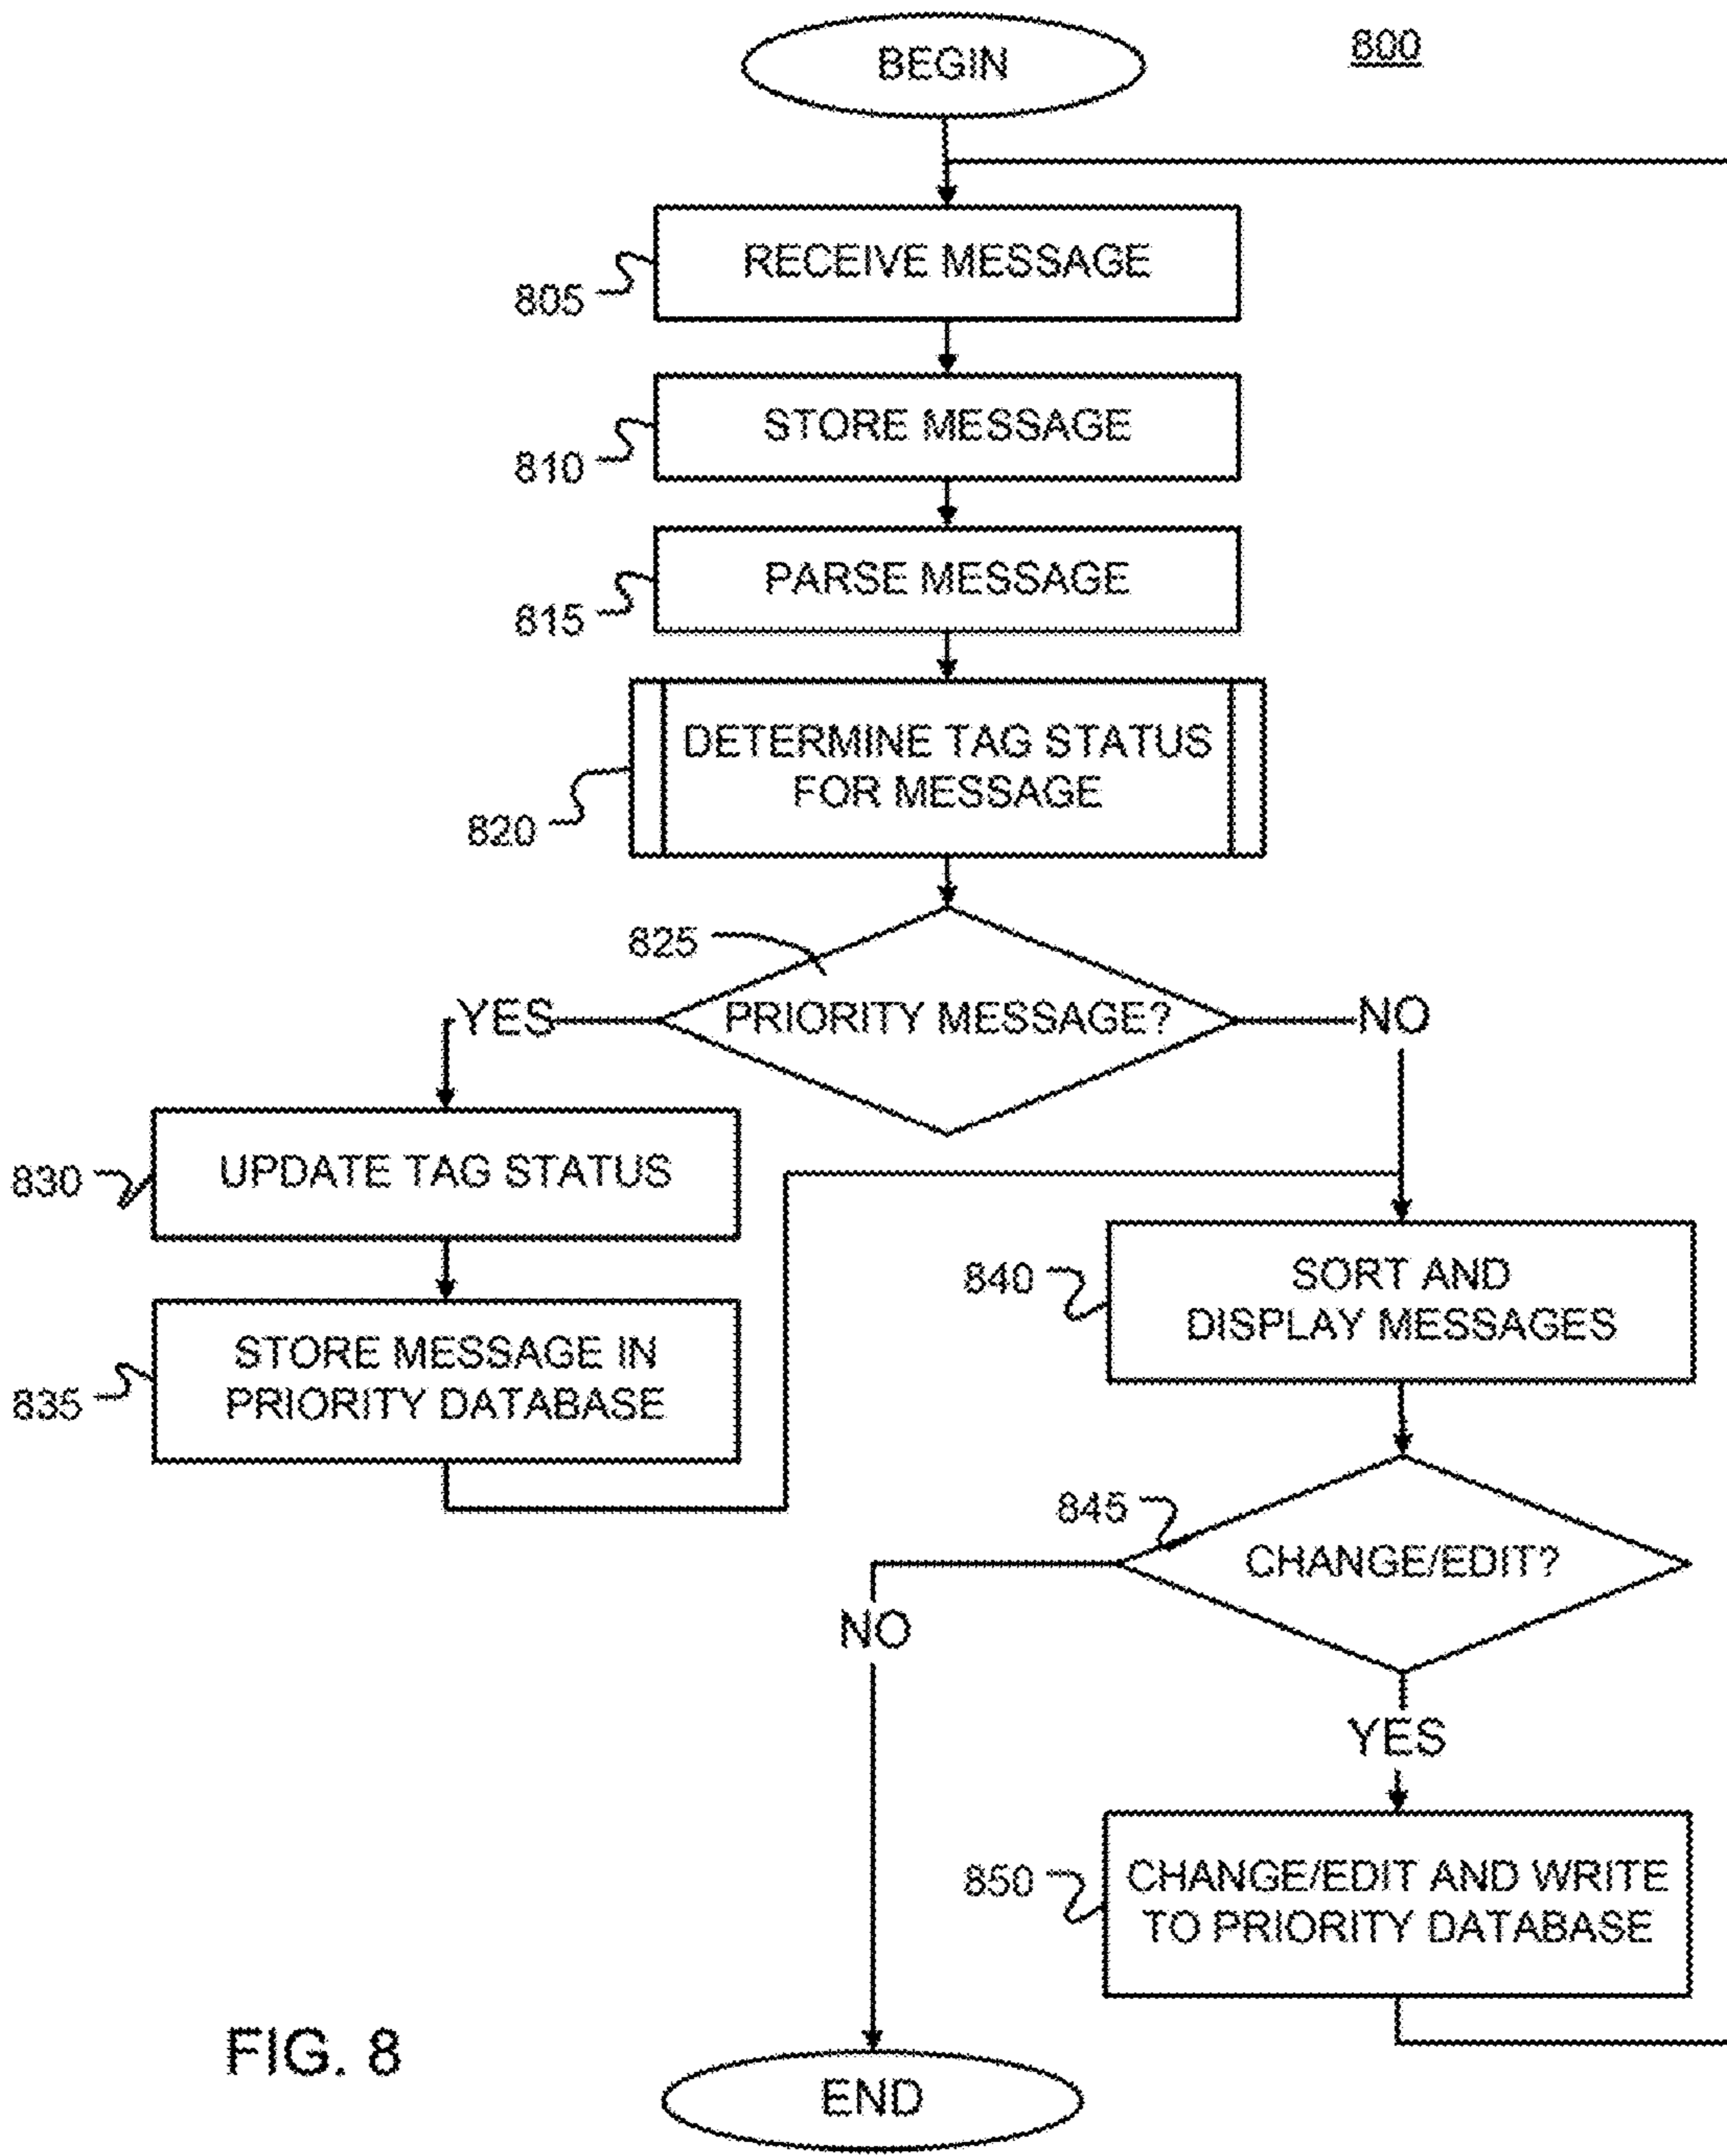 BEGIN
800
RECEIVE MESSAGE
805
STORE MESSAGE
810
PARSE MESSAGE
815
DETERMINE TAG STATUS
FOR MESSAGE
820
825
PRIORITY MESSAGE?
YES
NO
UPDATE TAG STATUS
830
STORE MESSAGE IN
PRIORITY DATABASE
835
SORT AND
DISPLAY MESSAGES
840
845
CHANGE/EDIT?
NO
YES
CHANGE/EDIT AND WRITE
TO PRIORITY DATABASE
850
FIG. 8
END